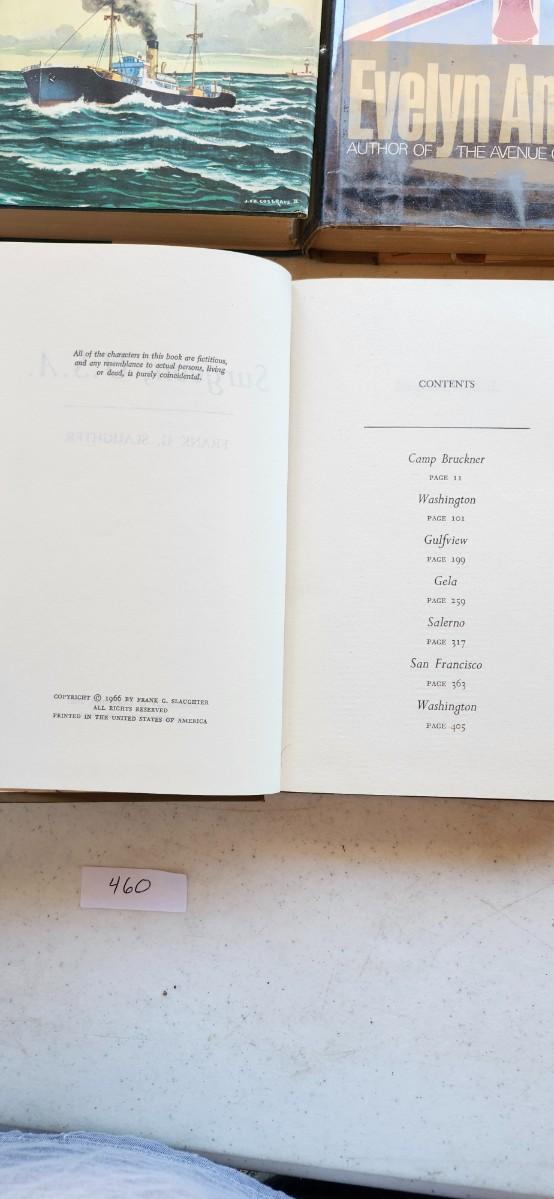 J. O'H. COSGRAVE II
Evelyn An
AUTHOR OF THE AVENUE O
All of the characters in this book are fictitious,
and any resemblance to actual persons, living
or dead, is purely coincidental.
Surg
S.A.
FRANK G. SLAUGHTER
COPYRIGHT © 1966 BY FRANK G. SLAUGHTER
ALL RIGHTS RESERVED
PRINTED IN THE UNITED STATES OF AMERICA
CONTENTS
Camp Bruckner
PAGE 11
Washington
PAGE 101
Gulfview
PAGE 199
Gela
PAGE 259
Salerno
PAGE 317
San Francisco
PAGE 363
Washington
PAGE 405
460